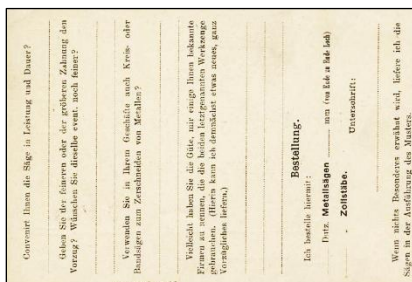 Convenirt Ihnen die Säge in Leistung und Dauer?
Geben Sie der feineren oder der gröberen Zahnung den
Vorzug? Wünschen Sie dieselbe event. noch feiner?
Verwenden Sie in Ihrem Geschäfte auch Kreis- oder
Bandsägen zum Zerschneiden von Metallen?
Vielleicht haben Sie die Güte, mir einige Ihnen bekannte
Firmen zu nennen, die die beiden letztgenannten Werkzeuge
gebrauchen. (Hierin kann ich demnächst etwas neues, ganz
Vorzügliches liefern.)
Bestellung.
Ich bestelle hiermit:
Dutz. Metallsägen mm (von Ende zu Ende Loch)
" Zollstäbe.
Unterschrift:
Wenn nichts Besonderes erwähnt wird, liefere ich die
Sägen in der Ausführung des Musters.